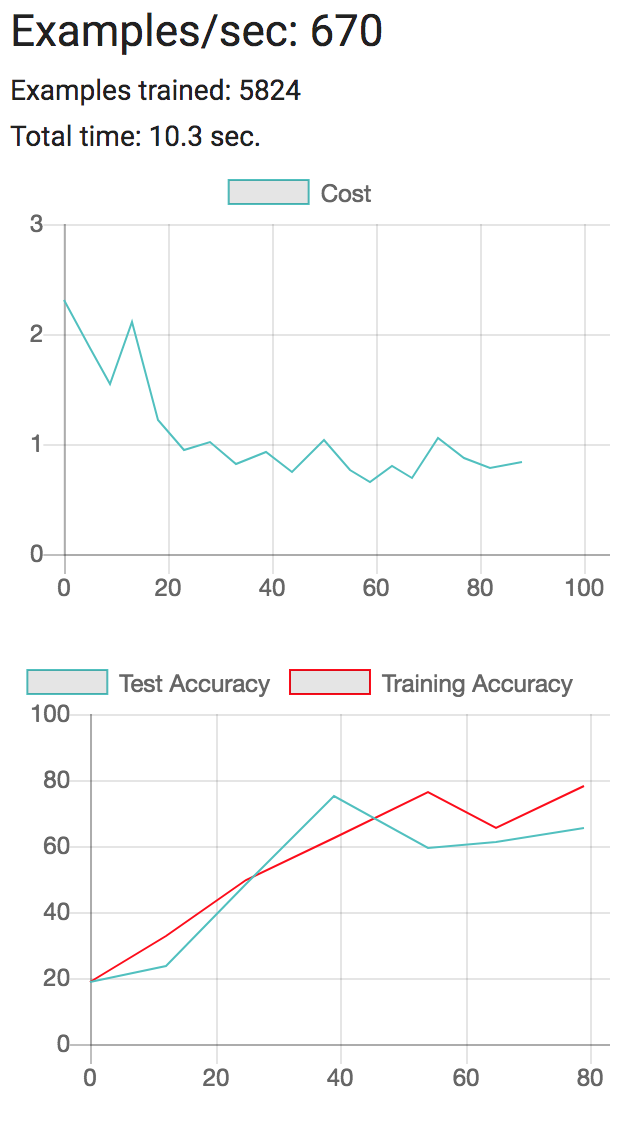 Examples/sec: 670
Examples trained: 5824
Total time: 10.3 sec.
Cost
3
2
1
0
0 20 40 60 80 100
Test Accuracy Training Accuracy
100
80
60
40
20
0
0 20 40 60 80